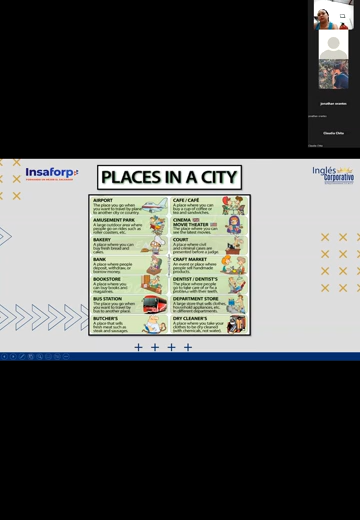 Jonathan orantes
Claudia Chita
Insaforp
Inglés
Corporativo
PLACES IN A CITY
AIRPORT
The place you go when
you want to travel by plane
to another city or country.
AMUSEMENT PARK
A large outdoor area where
people go on rides such as
roller coasters, etc.
BAKERY
A place where you can
buy fresh bread and
cakes.
BANK
A place where people
deposit, withdraw, or
borrow money.
BOOKSTORE
A place where you
can buy books and
magazines.
BUS STATION
The place you go when
you want to travel by
bus to another place.
BUTCHER'S
A place that sells
fresh meat such as
steak and sausages.
CAFE / CAFÉ
A place where you can
buy a cup of coffee or
tea and sandwiches.
CINEMA
MOVIE THEATER
The place where you can
see the latest movies.
COURT
A place where civil
and criminal cases are
presented before a judge.
CRAFT MARKET
An event or place where
people sell handmade
products.
DENTIST / DENTIST'S
The place where people
go to take care of or fix a
problem with their teeth.
DEPARTMENT STORE
A large store that sells clothes,
household appliances, etc.
in different departments.
DRY CLEANER'S
A place where you take your
clothes to be dry cleaned
(with chemicals, not water)